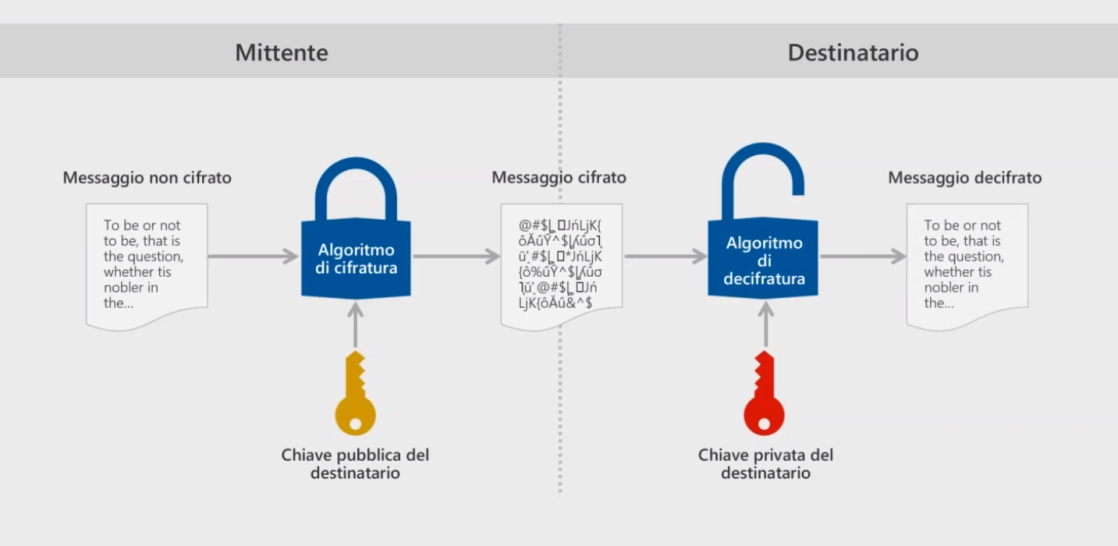 Mittente
Destinatario
Messaggio non cifrato
To be or not
to be, that is
the question,
whether tis
nobler in
the...
Algoritmo
di cifratura
Chiave pubblica del
destinatario
Messaggio cifrato
Algoritmo
di
decifratura
Chiave privata del
destinatario
Messaggio decifrato
To be or not
to be, that is
the question,
whether tis
nobler in
the...